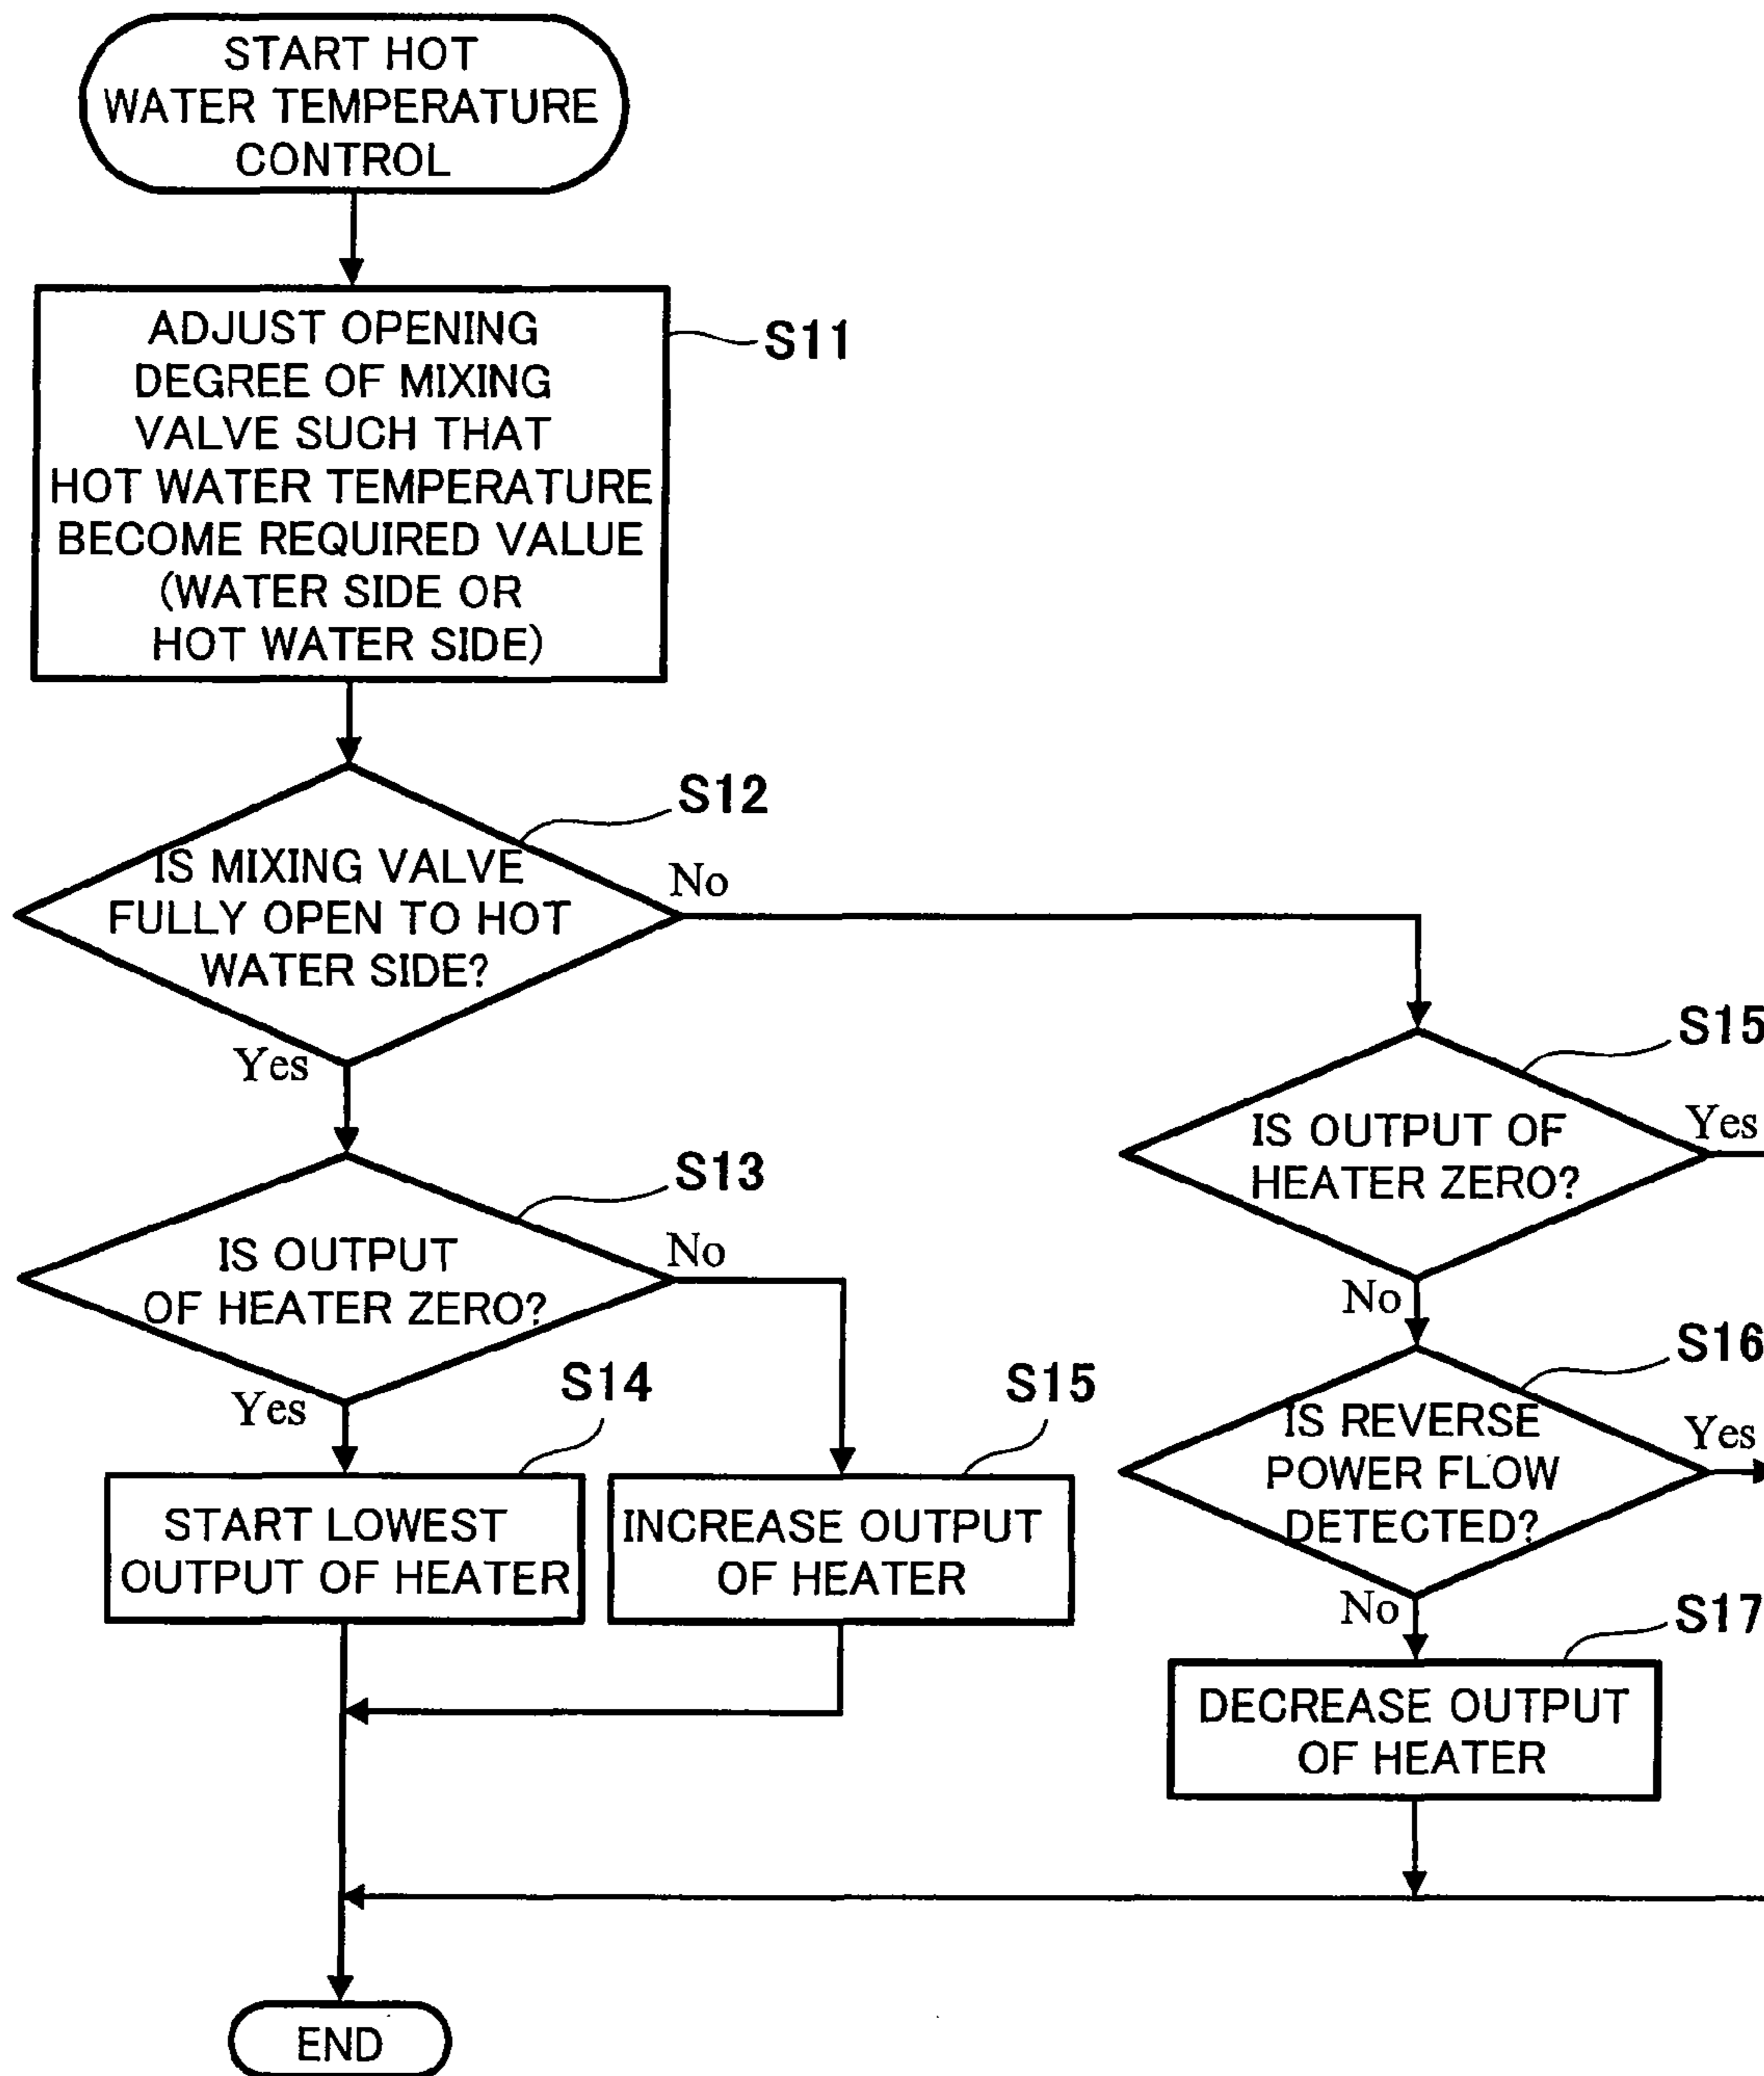 START HOT
WATER TEMPERATURE
CONTROL
ADJUST OPENING
DEGREE OF MIXING
VALVE SUCH THAT
HOT WATER TEMPERATURE
BECOME REQUIRED VALUE
(WATER SIDE OR
HOT WATER SIDE)
S11
S12
IS MIXING VALVE
FULLY OPEN TO HOT
WATER SIDE?
No
Yes
S13
IS OUTPUT
OF HEATER ZERO?
No
Yes
S14
START LOWEST
OUTPUT OF HEATER
S15
INCREASE OUTPUT
OF HEATER
S15
IS OUTPUT OF
HEATER ZERO?
Yes
No
S16
IS REVERSE
POWER FLOW
DETECTED?
Yes
No
S17
DECREASE OUTPUT
OF HEATER
END